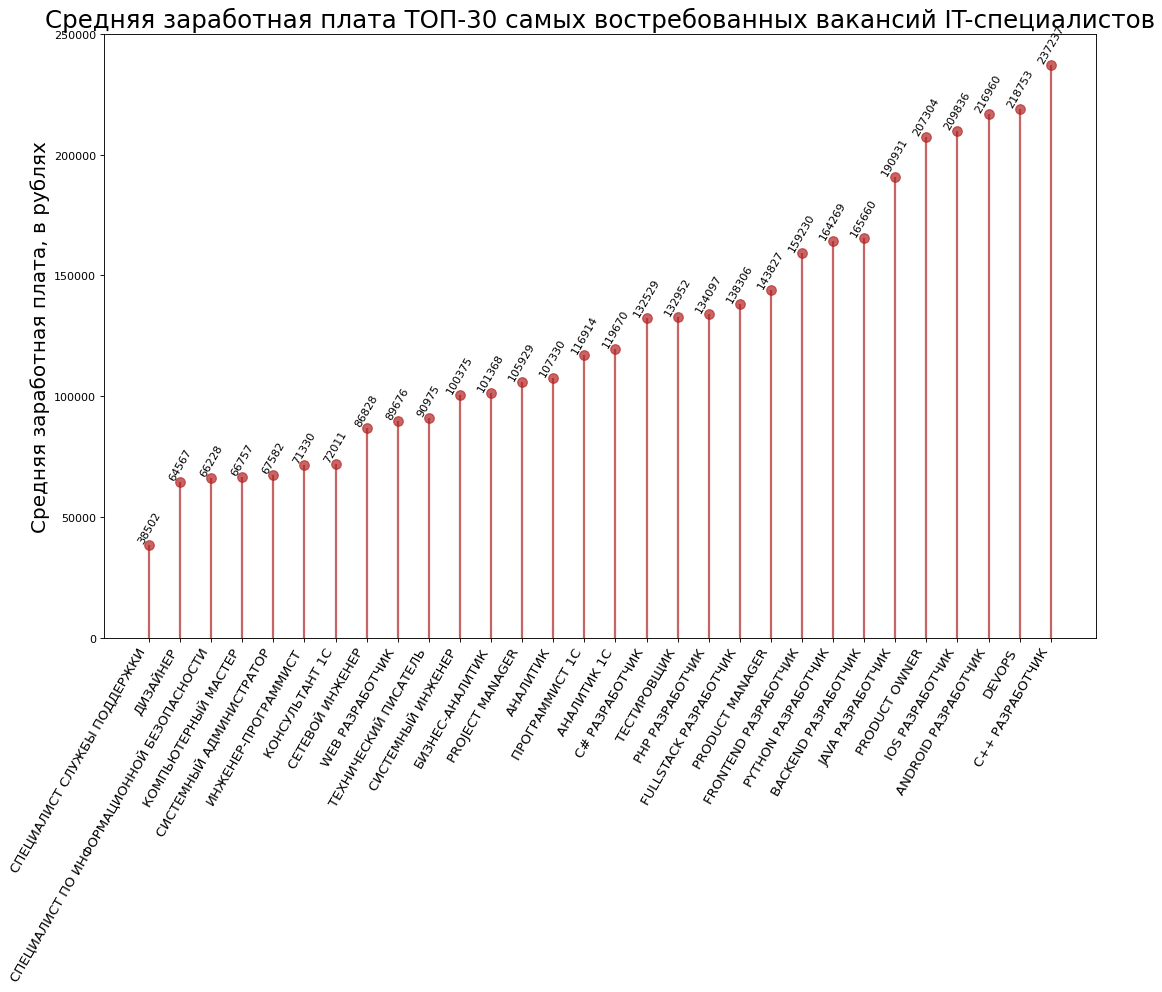 Средняя заработная плата ТОП-30 самых востребованных вакансий IT-специалистов
Средняя заработная плата, в рублях
250000
200000
150000
100000
50000
0
38502
64567
66228
66757
67582
71330
72011
86828
89676
90975
100375
101368
105929
107330
116914
119670
132529
132952
134097
138306
143827
159230
164269
165660
190931
207304
209836
216960
218753
237237
СПЕЦИАЛИСТ СЛУЖБЫ ПОДДЕРЖКИ
ДИЗАЙНЕР
СПЕЦИАЛИСТ ПО ИНФОРМАЦИОННОЙ БЕЗОПАСНОСТИ
КОМПЬЮТЕРНЫЙ МАСТЕР
СИСТЕМНЫЙ АДМИНИСТРАТОР
ИНЖЕНЕР-ПРОГРАММИСТ
КОНСУЛЬТАНТ 1С
СЕТЕВОЙ ИНЖЕНЕР
WEB РАЗРАБОТЧИК
ТЕХНИЧЕСКИЙ ПИСАТЕЛЬ
СИСТЕМНЫЙ ИНЖЕНЕР
БИЗНЕС-АНАЛИТИК
PROJECT MANAGER
АНАЛИТИК
ПРОГРАММИСТ 1С
АНАЛИТИК 1С
C# РАЗРАБОТЧИК
ТЕСТИРОВЩИК
PHP РАЗРАБОТЧИК
FULLSTACK РАЗРАБОТЧИК
PRODUCT MANAGER
FRONTEND РАЗРАБОТЧИК
PYTHON РАЗРАБОТЧИК
BACKEND РАЗРАБОТЧИК
JAVA РАЗРАБОТЧИК
PRODUCT OWNER
IOS РАЗРАБОТЧИК
ANDROID РАЗРАБОТЧИК
DEVOPS
C++ РАЗРАБОТЧИК